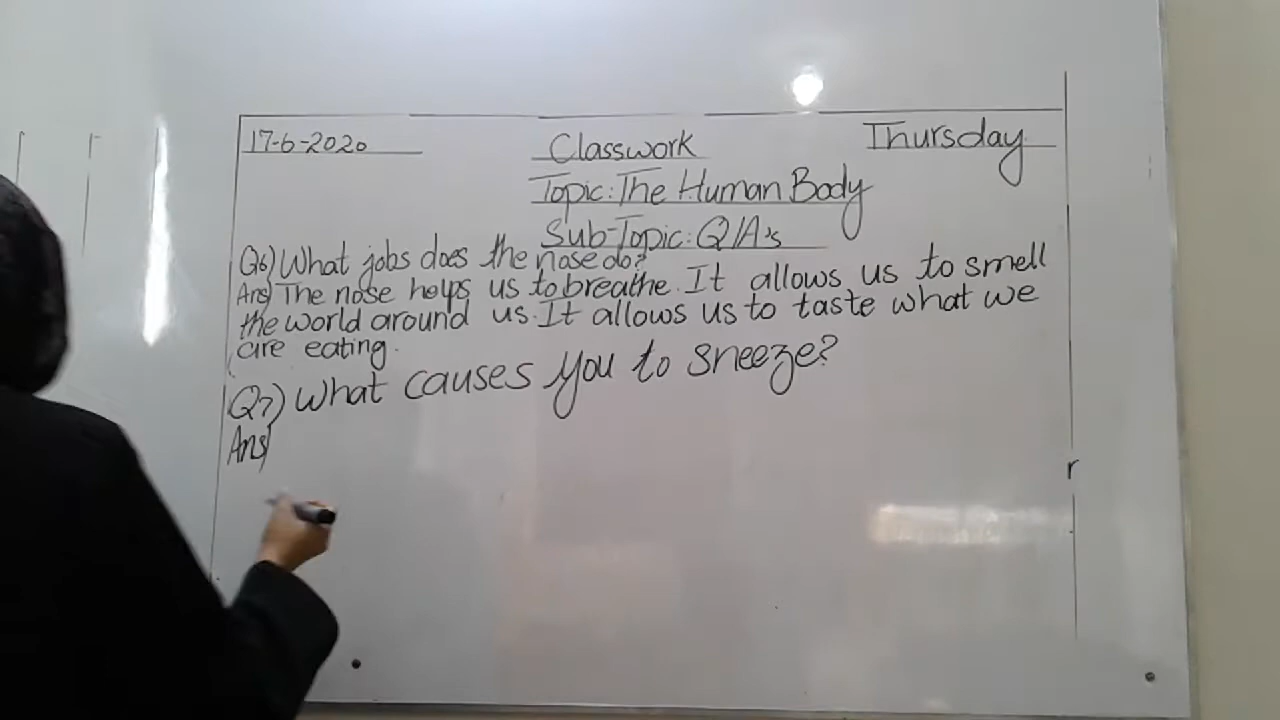 17-6-2020 Classwork Thursday
Topic: The Human Body
Sub-Topic: Q/A's
Q6) What jobs does the nose do?
Ans) The nose helps us to breathe. It allows us to smell
the world around us. It allows us to taste what we
are eating.
Q7) What causes you to sneeze?
Ans)